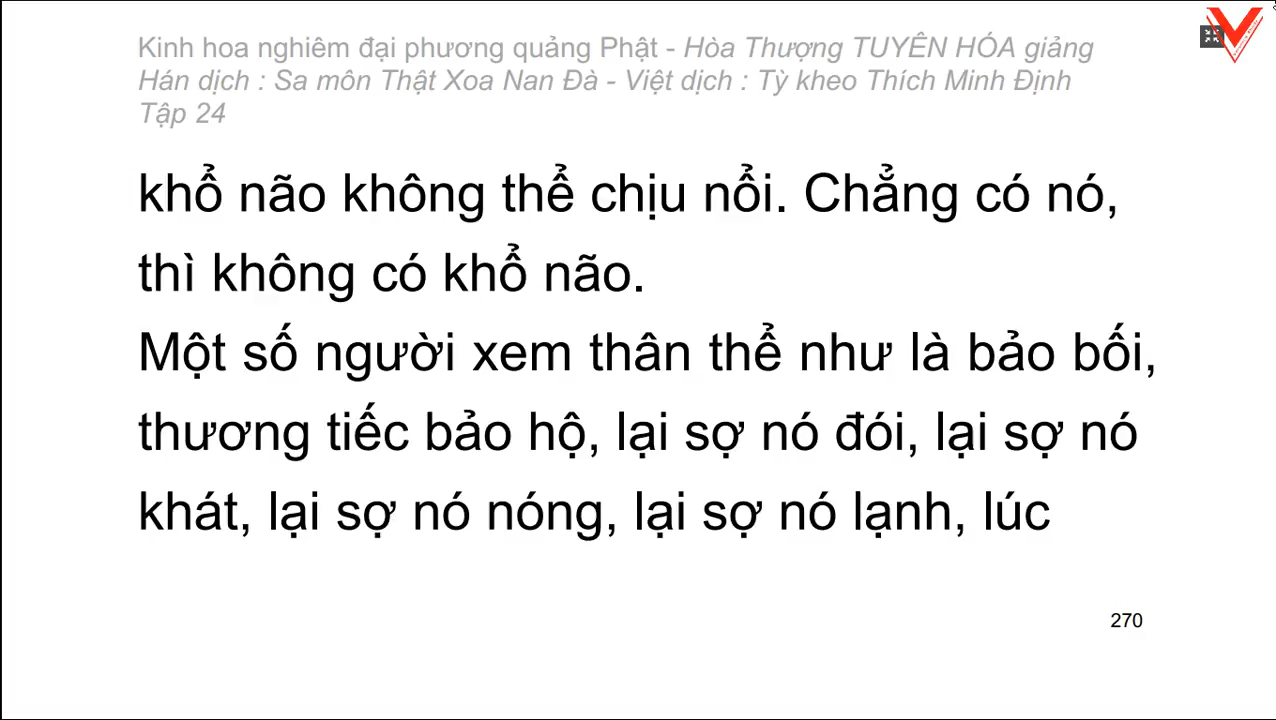 Kinh hoa nghiêm đại phương quảng Phật - Hòa Thượng TUYÊN HÓA giảng
Hán dịch : Sa môn Thật Xoa Nan Đà - Việt dịch : Tỳ kheo Thích Minh Định
Tập 24
khổ não không thể chịu nổi. Chẳng có nó,
thì không có khổ não.
Một số người xem thân thể như là bảo bối,
thương tiếc bảo hộ, lại sợ nó đói, lại sợ nó
khát, lại sợ nó nóng, lại sợ nó lạnh, lúc
270